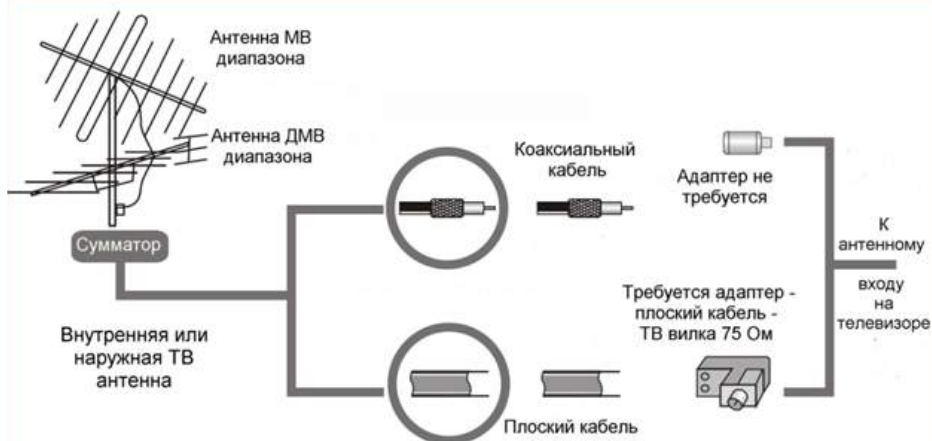 Антенна МВ
диапазона
Антенна ДМВ
диапазона
Сумматор
Внутренняя или
наружная ТВ
антенна
Коаксиальный
кабель
Адаптер не
требуется
Требуется адаптер -
плоский кабель -
ТВ вилка 75 Ом
Плоский кабель
К
антенному
входу
на
телевизоре